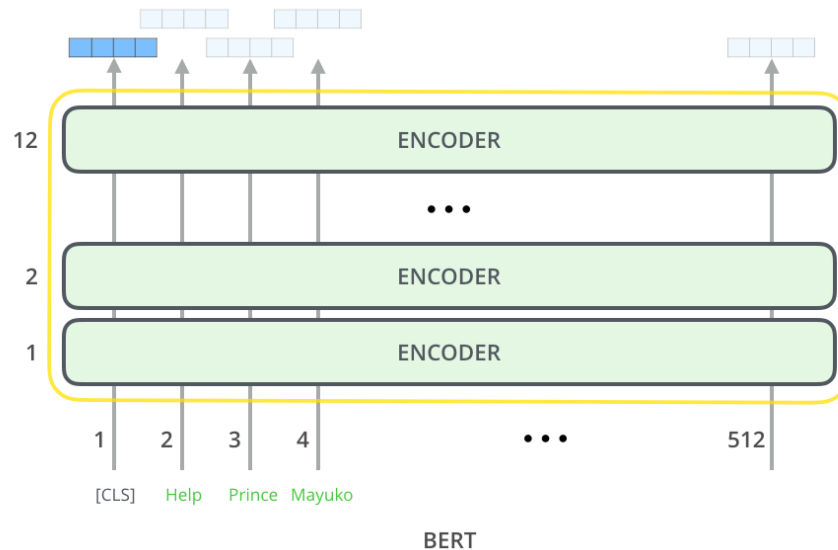 12 ENCODER
•••
2 ENCODER
1 ENCODER
1 2 3 4 ••• 512
[CLS] Help Prince Mayuko
BERT